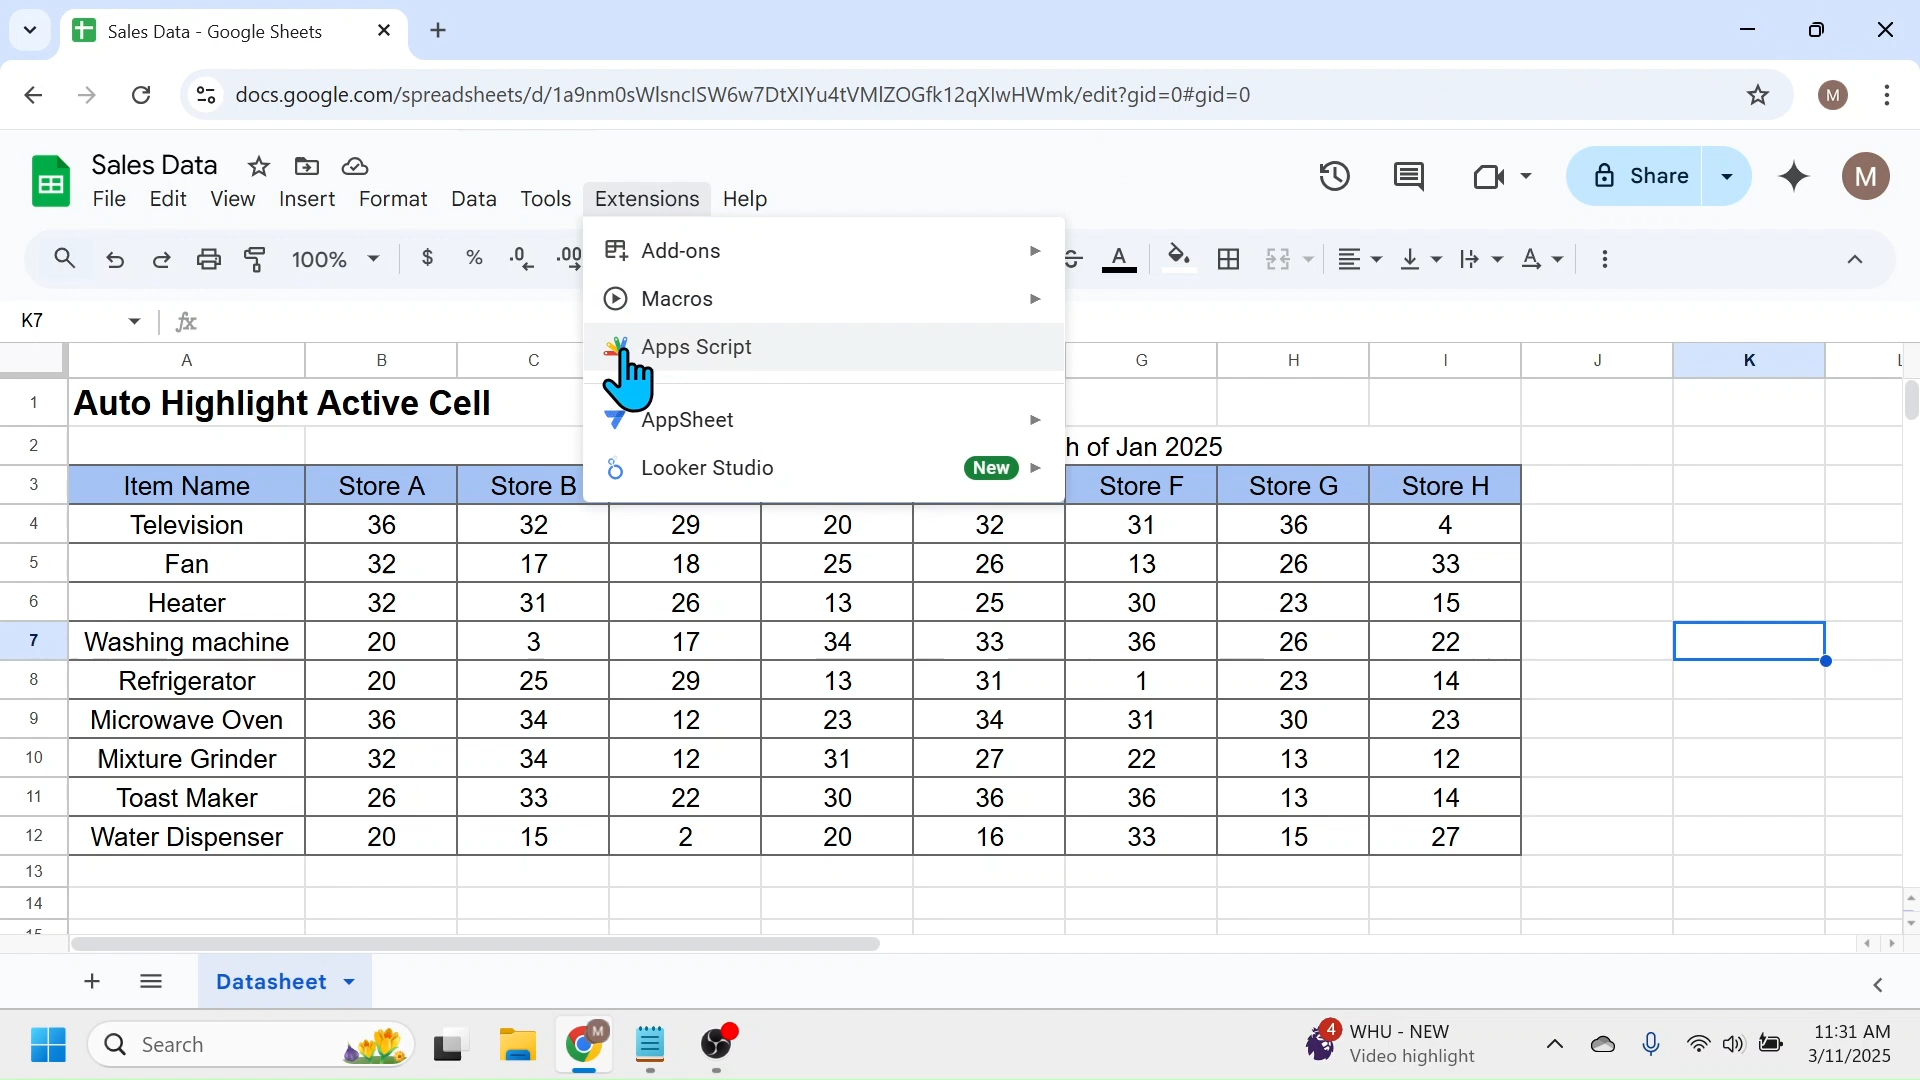 Sales Data - Google Sheets
docs.google.com/spreadsheets/d/1a9nm0sWlsnclSW6w7DtXIYu4tVMlZOGfk12qXlwHWmk/edit?gid=0#gid=0
M
Sales Data
File Edit View Insert Format Data Tools Extensions Help
Share
M
100% $ % .0 .00
Add-ons
Macros
Apps Script
AppSheet
Looker Studio New
K7
fx
A B C G H I J K L
1 Auto Highlight Active Cell
2 h of Jan 2025
3 Item Name Store A Store B Store F Store G Store H
4 Television 36 32 29 20 32 31 36 4
5 Fan 32 17 18 25 26 13 26 33
6 Heater 32 31 26 13 25 30 23 15
7 Washing machine 20 3 17 34 33 36 26 22
8 Refrigerator 20 25 29 13 31 1 23 14
9 Microwave Oven 36 34 12 23 34 31 30 23
10 Mixture Grinder 32 34 12 31 27 22 13 12
11 Toast Maker 26 33 22 30 36 36 13 14
12 Water Dispenser 20 15 2 20 16 33 15 27
13
14
15
Datasheet
Search
M
4
WHU - NEW
Video highlight
11:31 AM
3/11/2025